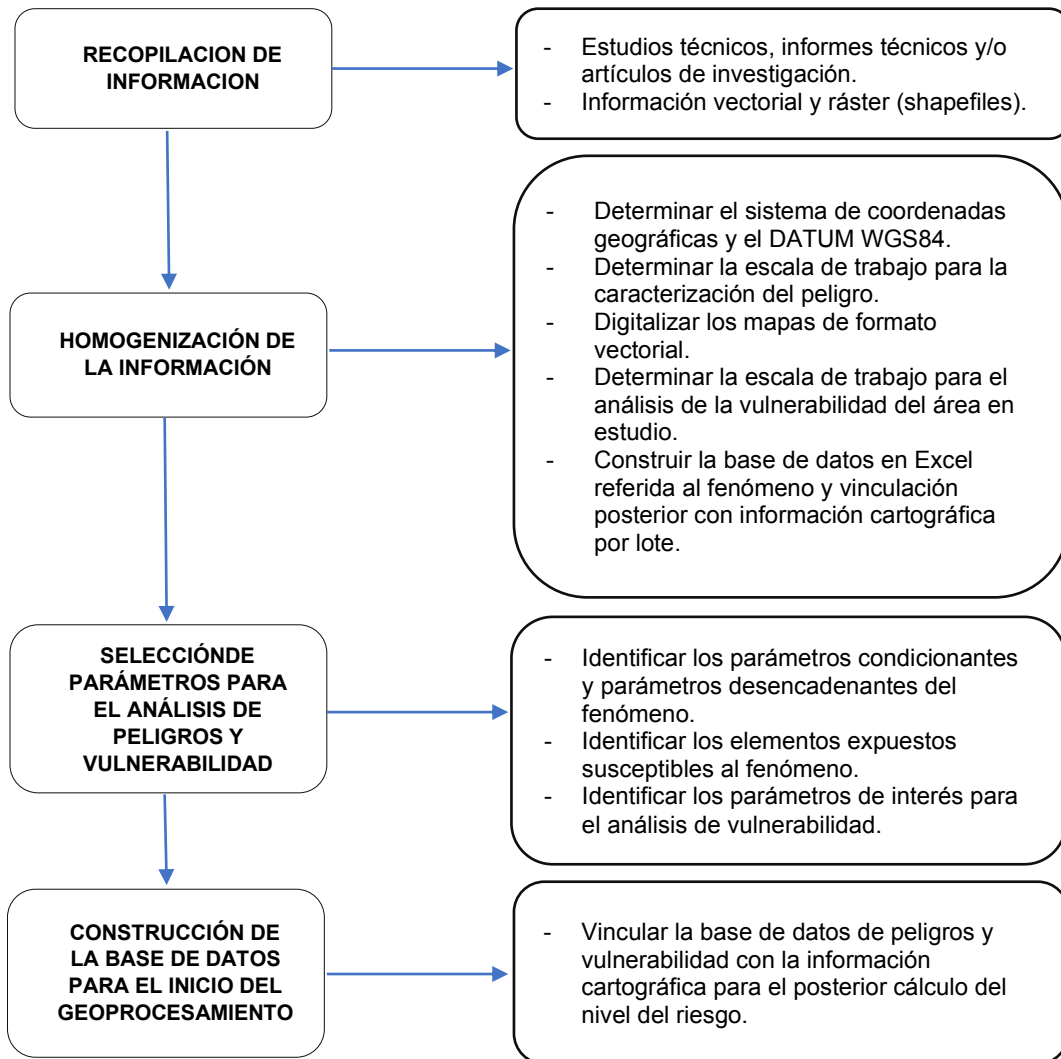 RECOPILACION DE
INFORMACION
- Estudios técnicos, informes técnicos y/o
artículos de investigación.
- Información vectorial y ráster (shapefiles).
HOMOGENIZACIÓN DE
LA INFORMACIÓN
- Determinar el sistema de coordenadas
geográficas y el DATUM WGS84.
- Determinar la escala de trabajo para la
caracterización del peligro.
- Digitalizar los mapas de formato
vectorial.
- Determinar la escala de trabajo para el
análisis de la vulnerabilidad del área en
estudio.
- Construir la base de datos en Excel
referida al fenómeno y vinculación
posterior con información cartográfica
por lote.
SELECCIÓNDE
PARÁMETROS PARA
EL ANÁLISIS DE
PELIGROS Y
VULNERABILIDAD
- Identificar los parámetros condicionantes
y parámetros desencadenantes del
fenómeno.
- Identificar los elementos expuestos
susceptibles al fenómeno.
- Identificar los parámetros de interés para
el análisis de vulnerabilidad.
CONSTRUCCIÓN DE
LA BASE DE DATOS
PARA EL INICIO DEL
GEOPROCESAMIENTO
- Vincular la base de datos de peligros y
vulnerabilidad con la información
cartográfica para el posterior cálculo del
nivel del riesgo.